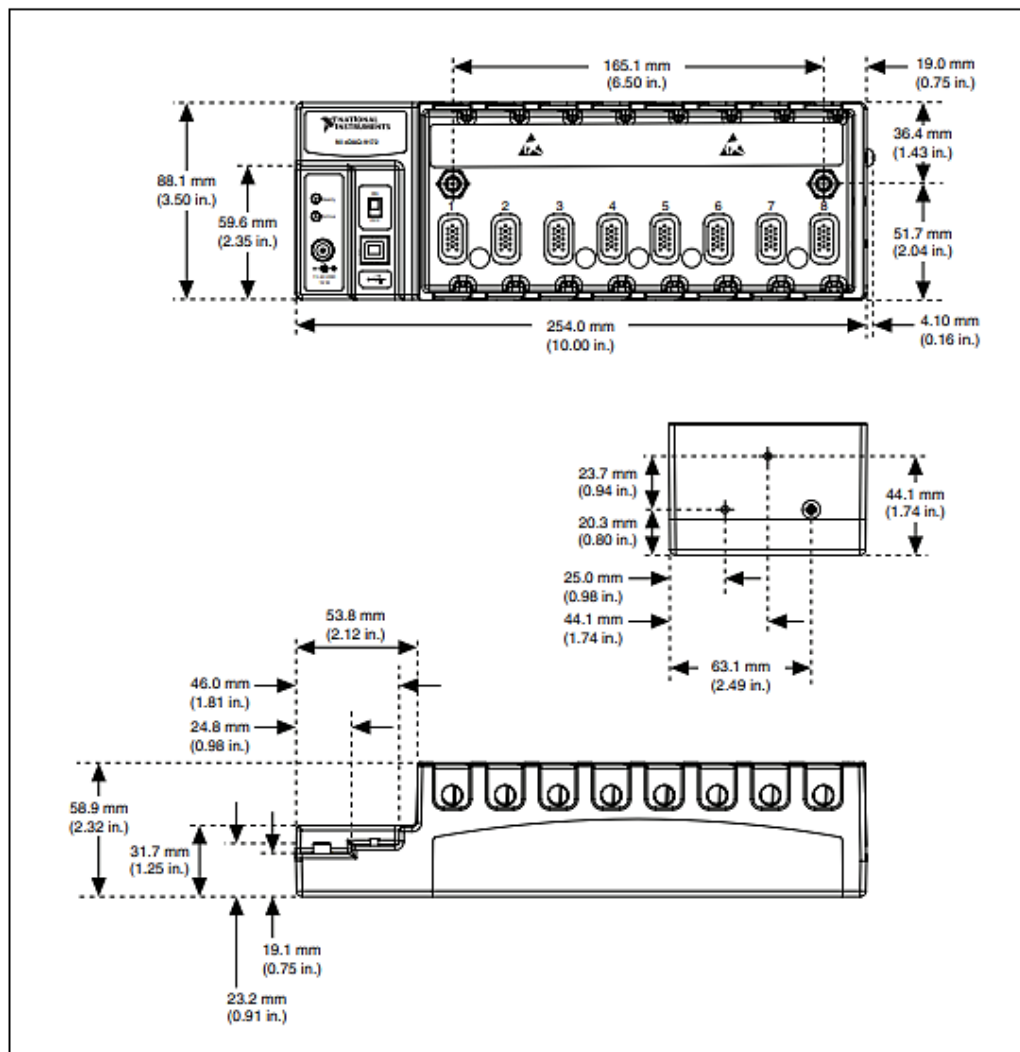 165.1 mm
(6.50 in.)
19.0 mm
(0.75 in.)
NATIONAL
INSTRUMENTS
NI cDAQ-9172
36.4 mm
(1.43 in.)
88.1 mm
(3.50 in.)
59.6 mm
(2.35 in.)
1 2 3 4 5 6 7 8
51.7 mm
(2.04 in.)
254.0 mm
(10.00 in.)
4.10 mm
(0.16 in.)
23.7 mm
(0.94 in.)
44.1 mm
(1.74 in.)
20.3 mm
(0.80 in.)
25.0 mm
(0.98 in.)
44.1 mm
(1.74 in.)
63.1 mm
(2.49 in.)
53.8 mm
(2.12 in.)
46.0 mm
(1.81 in.)
24.8 mm
(0.98 in.)
58.9 mm
(2.32 in.)
31.7 mm
(1.25 in.)
19.1 mm
(0.75 in.)
23.2 mm
(0.91 in.)